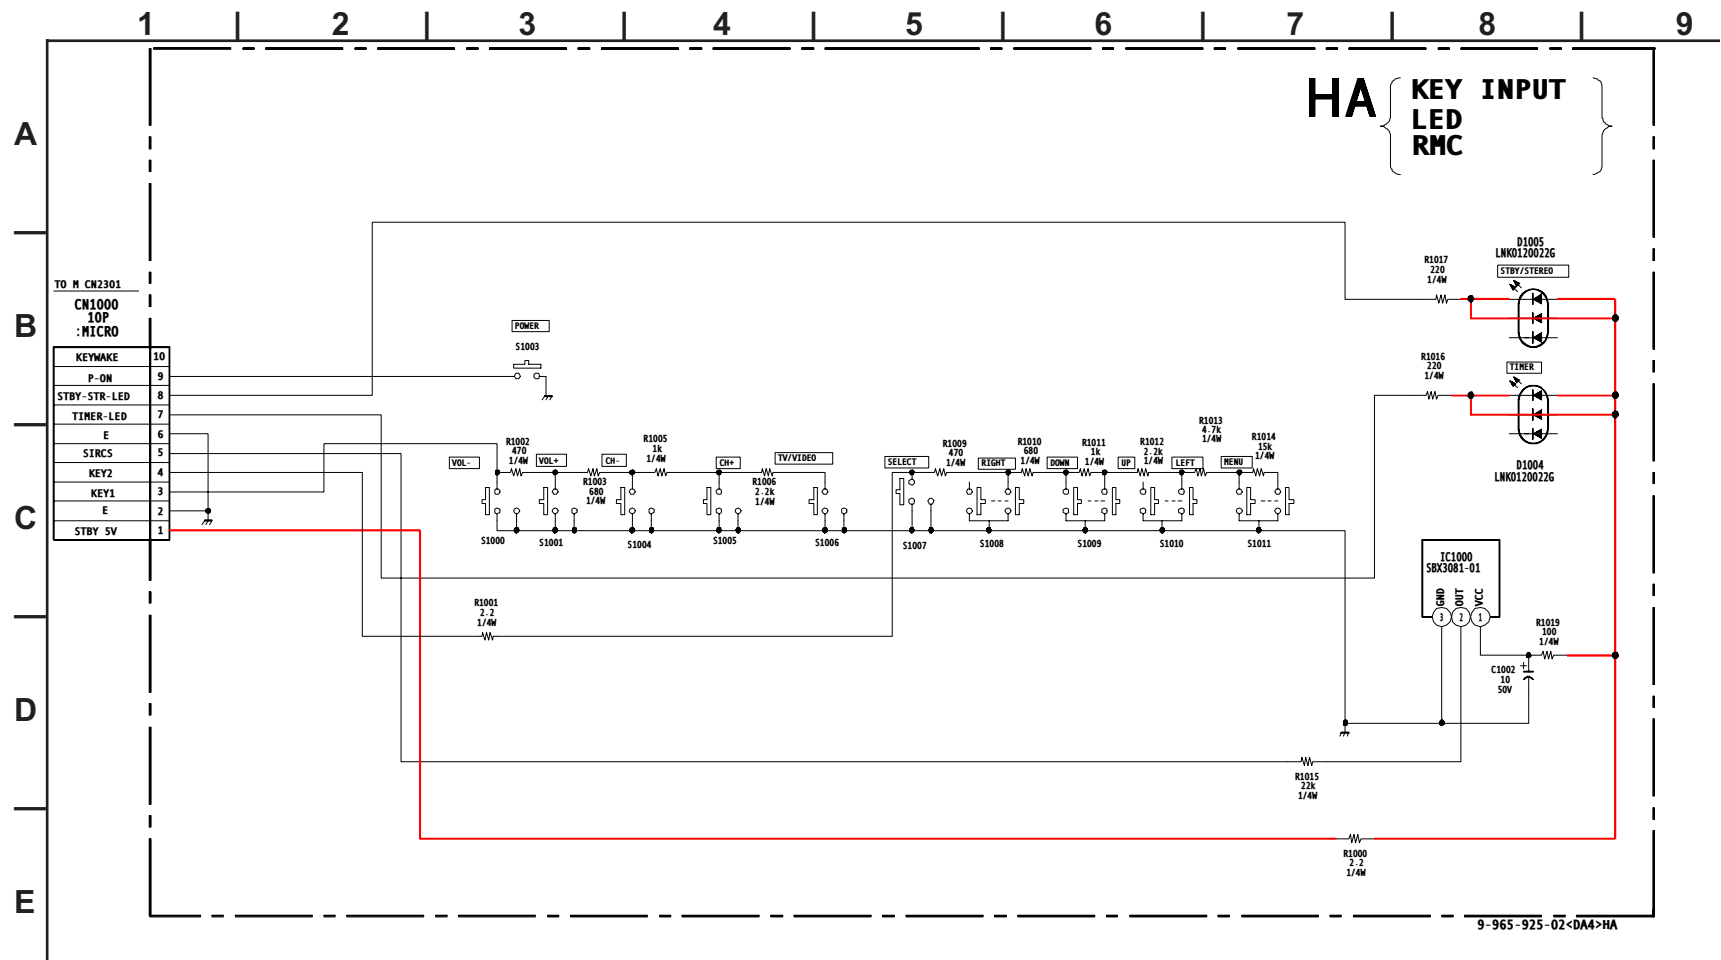 1 2 3 4 5 6 7 8 9
A
B
C
D
E
HA
KEY INPUT
LED
RMC
TO M CN2301
CN1000
10P
:MICRO
KEYWAKE 10
P-ON 9
STBY-STR-LED 8
TIMER-LED 7
E 6
SIRCS 5
KEY2 4
KEY1 3
E 2
STBY 5V 1
POWER
S1003
D1005
LNK0120022G
STBY/STEREO
R1017
220
1/4W
R1016
220
1/4W
TIMER
D1004
LNK0120022G
VOL-
R1002
470
1/4W
VOL+
R1003
680
1/4W
CH-
R1005
1k
1/4W
CH+
R1006
2.2k
1/4W
TV/VIDEO
SELECT
R1009
470
1/4W
RIGHT
R1010
680
1/4W
DOWN
R1011
1k
1/4W
UP
R1012
2.2k
1/4W
LEFT
R1013
4.7k
1/4W
MENU
R1014
15k
1/4W
S1000
S1001
S1004
S1005
S1006
S1007
S1008
S1009
S1010
S1011
R1001
2.2
1/4W
IC1000
SBX3081-01
GND OUT VCC
3 2 1
R1019
100
1/4W
C1002
10
50V
+
R1015
22k
1/4W
R1000
2.2
1/4W
9-965-925-02<DA4>HA